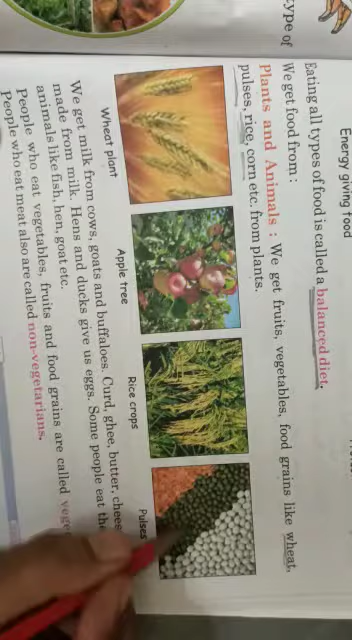 type of
Energy giving food
Eating all types of food is called a balanced diet.
We get food from :
Plants and Animals : We get fruits, vegetables, food grains like wheat,
pulses, rice, corn etc. from plants.
Wheat plant Apple tree Rice crops Pulses
We get milk from cows, goats and buffaloes. Curd, ghee, butter,
made from milk. Hens and ducks give us eggs. Some people eat
animals like fish, hen, goat etc.
People who eat vegetables, fruits and food grains are called
People who eat meat also are called non-vegetarians.